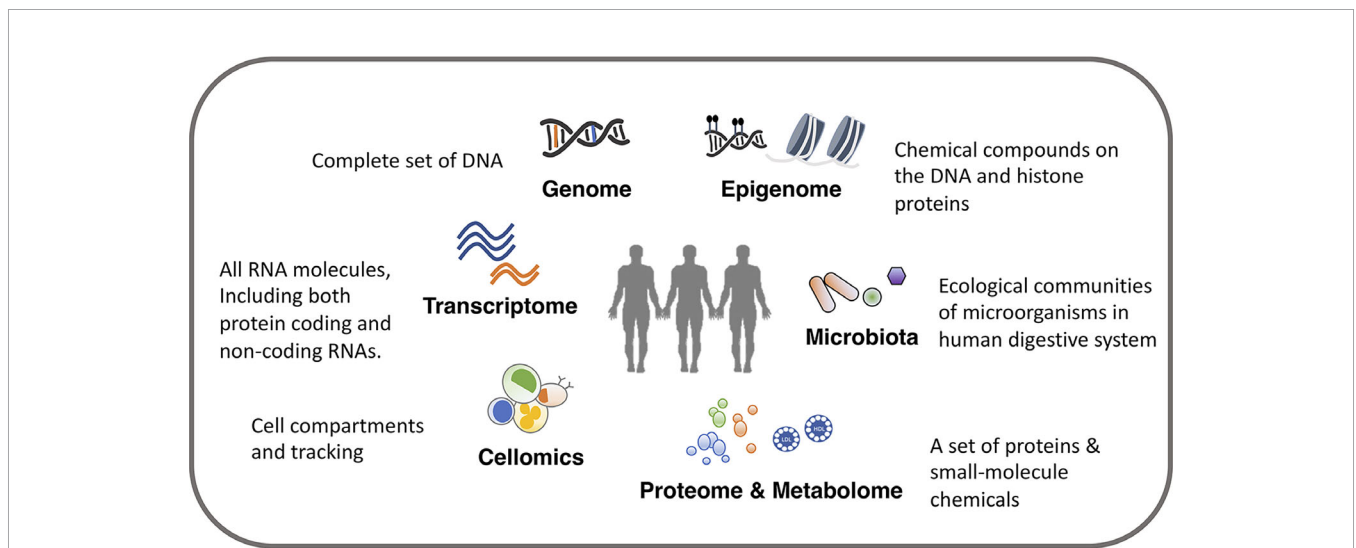 Complete set of DNA
Genome
Epigenome
Chemical compounds on
the DNA and histone
proteins
All RNA molecules,
Including both
protein coding and
non-coding RNAs.
Transcriptome
Microbiota
Ecological communities
of microorganisms in
human digestive system
Cell compartments
and tracking
Cellomics
LDL
HDL
Proteome & Metabolome
A set of proteins &
small-molecule
chemicals